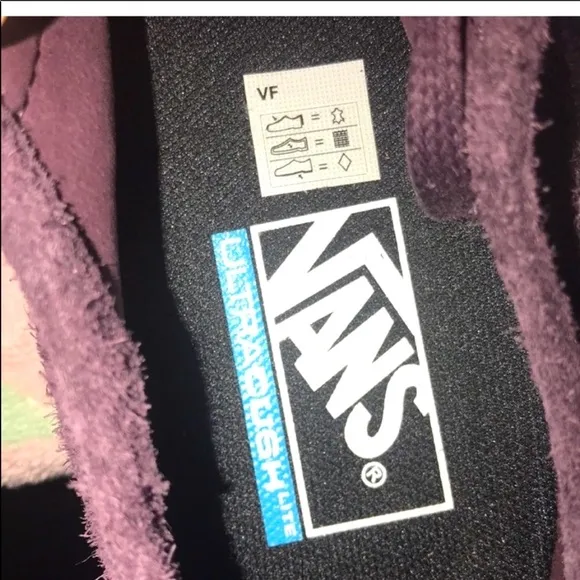 VF
=
=
=
VANS
®
ULTRACUSH LITE